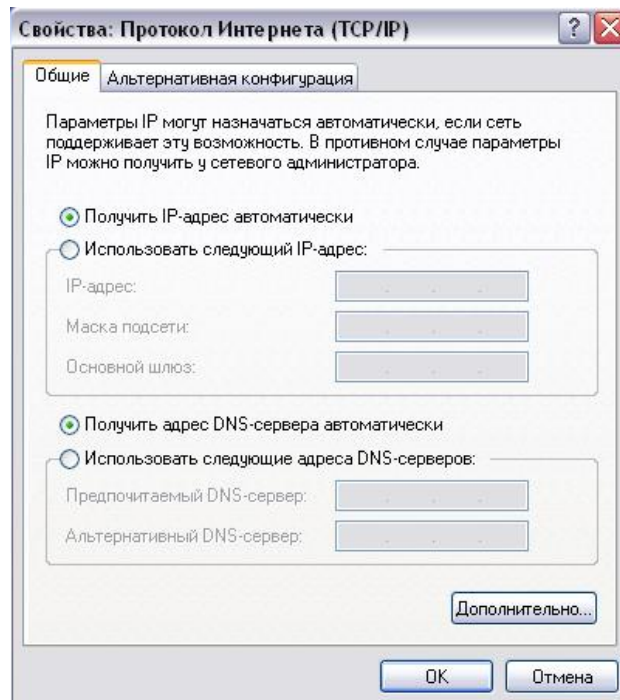 Свойства: Протокол Интернета (TCP/IP)
Общие
Альтернативная конфигурация
Параметры IP могут назначаться автоматически, если сеть
поддерживает эту возможность. В противном случае параметры
IP можно получить у сетевого администратора.
Получить IP-адрес автоматически
Использовать следующий IP-адрес:
IP-адрес:
Маска подсети:
Основной шлюз:
Получить адрес DNS-сервера автоматически
Использовать следующие адреса DNS-серверов:
Предпочитаемый DNS-сервер:
Альтернативный DNS-сервер:
Дополнительно...
OK
Отмена